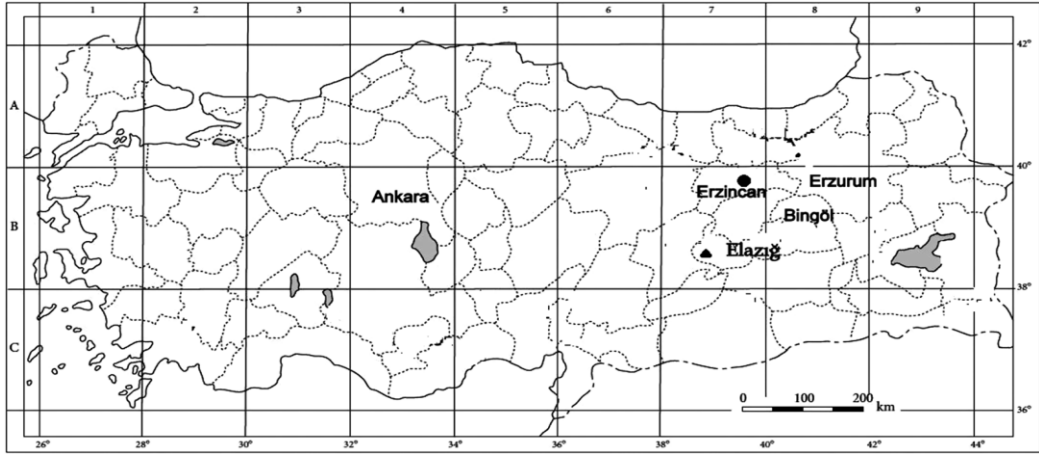 1 2 3 4 5 6 7 8 9
42°
A
40°
Erzincan Erzurum
Ankara
Bingöl
B
Elazığ
38°
C
0 100 200
km
36°
26° 28° 30° 32° 34° 36° 38° 40° 42° 44°